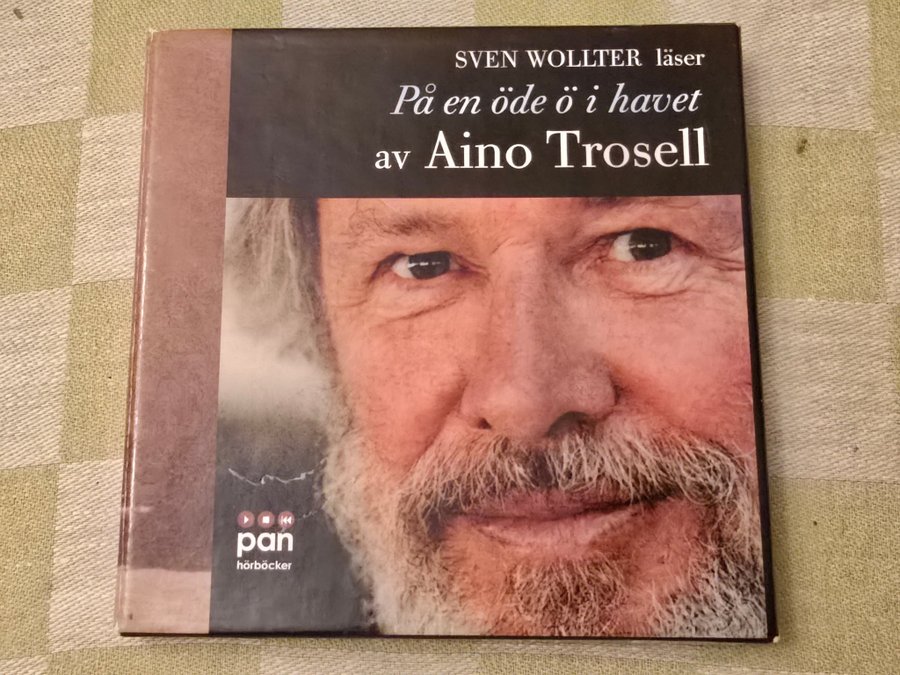 SVEN WOLLTER läser
På en öde ö i havet
av Aino Trosell
pan
hörböcker